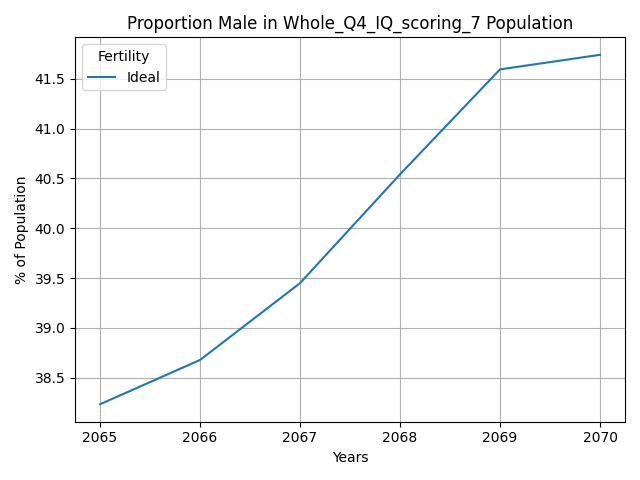 Proportion Male in Whole_Q4_IQ_scoring_7 Population
Fertility
Ideal
% of Population
41.5
41.0
40.5
40.0
39.5
39.0
38.5
2065 2066 2067 2068 2069 2070
Years